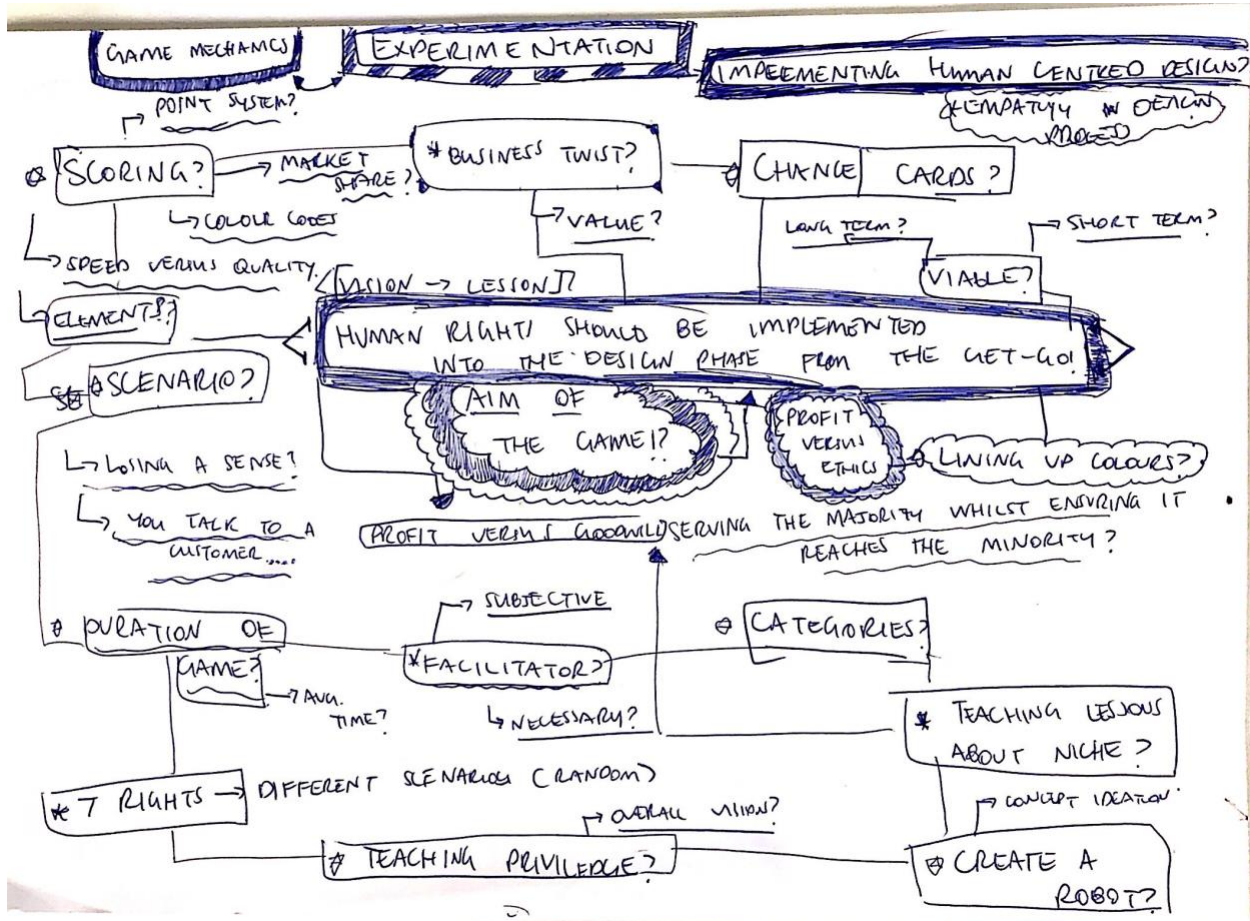 GAME MECHANICS
EXPERIMENTATION
IMPLEMENTING HUMAN CENTRED DESIGN?
*EMPATHY IN DESIGN
PROCESS
POINT SYSTEM?
SCORING?
MARKET
SHARE?
* BUSINESS TWIST?
CHANCE CARDS?
COLOUR CODES
VALUE?
LONG TERM?
SHORT TERM?
VIABLE?
SPEED VERSUS QUALITY
[VISION → LESSON]?
ELEMENTS?
HUMAN RIGHTS SHOULD BE IMPLEMENTED
INTO THE DESIGN PHASE FROM THE GET-GO!
SCENARIO?
AIM OF
THE GAME!?
PROFIT
VERSUS
ETHICS
LINING UP COLOURS?
LOSING A SENSE?
YOU TALK TO A
CUSTOMER....
PROFIT VERSUS GOODWILL
SERVING THE MAJORITY WHILST ENSURING IT
REACHES THE MINORITY?
SUBJECTIVE
DURATION OF
GAME?
AVG.
TIME?
*FACILITATOR?
NECESSARY?
CATEGORIES?
* TEACHING LESSONS
ABOUT NICHE?
* 7 RIGHTS → DIFFERENT SCENARIOS (RANDOM)
OVERALL VISION?
CONCEPT IDEATION
TEACHING PRIVILEDGE?
CREATE A
ROBOT?